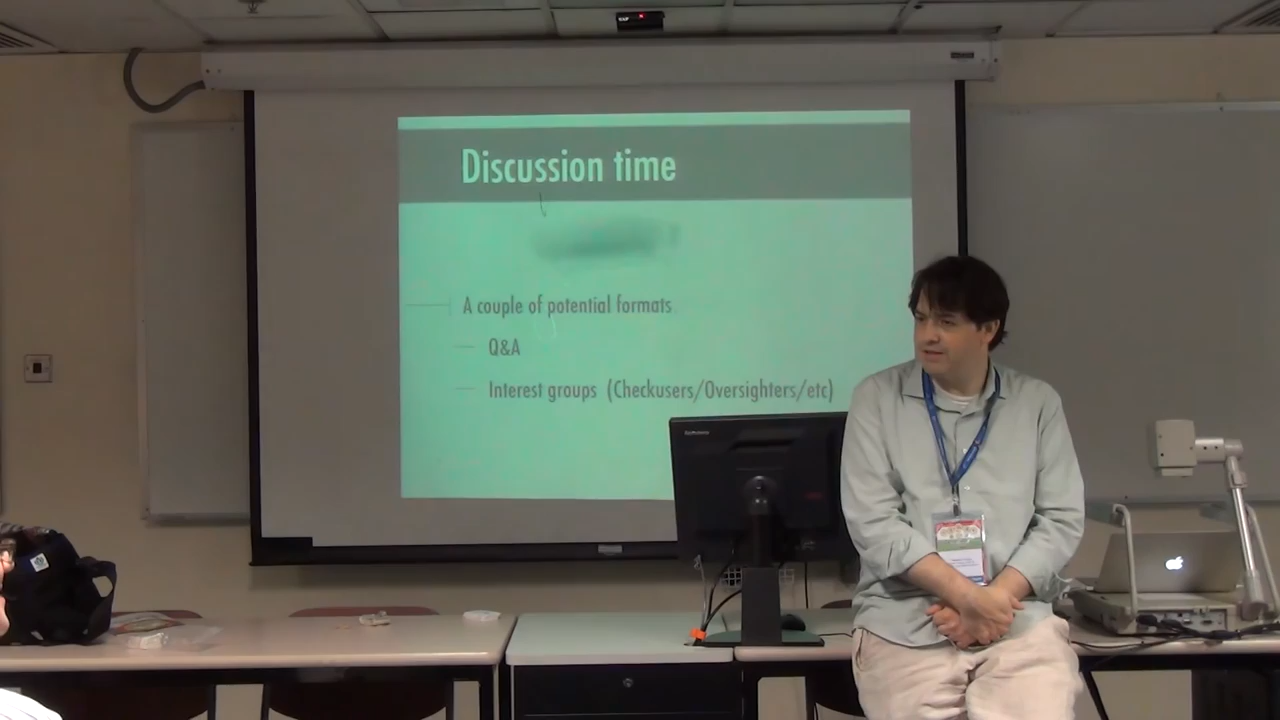 Discussion time
A couple of potential formats
Q&A
Interest groups (Checkusers/Oversighters/etc)